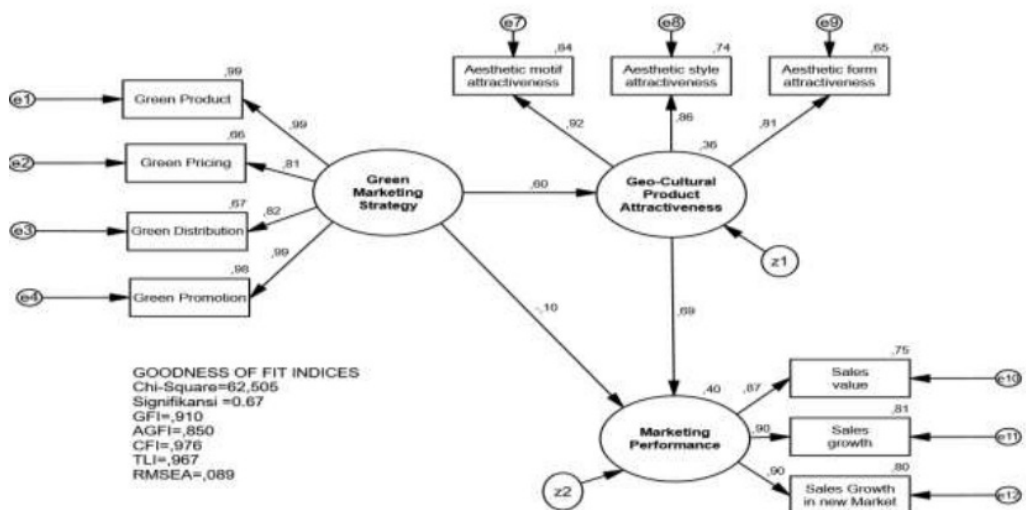 e7
e8
e9
,84
,74
,65
Aesthetic motif
attractiveness
Aesthetic style
attractiveness
Aesthetic form
attractiveness
,99
e1
Green Product
,99
,92
,86
,81
,66
e2
Green Pricing
,81
,36
Green
Marketing
Strategy
,60
Geo-Cultural
Product
Attractiveness
,67
e3
Green Distribution
,82
z1
,98
e4
Green Promotion
,99
-,10
,69
GOODNESS OF FIT INDICES
Chi-Square=62,505
Signifikansi =0.67
GFI=,910
AGFI=,850
CFI=,976
TLI=,967
RMSEA=,089
,40
Marketing
Performance
z2
,87
,75
Sales
value
e10
,90
,81
Sales
growth
e11
,90
,80
Sales Growth
in new Market
e12